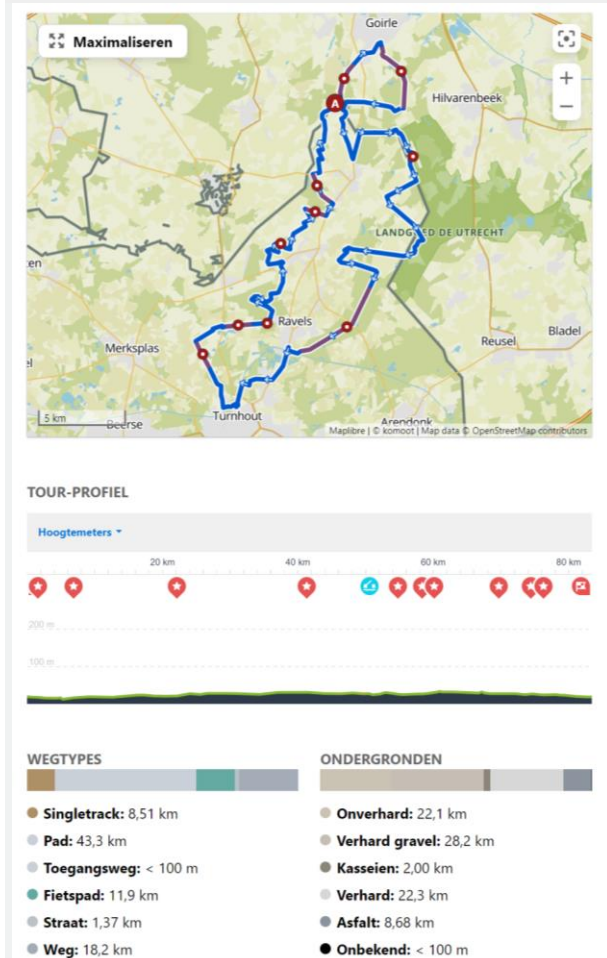 Goirle
Maximaliseren
A
+
−
Hilvarenbeek
LANDG ED DE UTRECHT
en
Ravels
Merksplas
Bladel
Reusel
el
5 km
Beerse
Turnhout
Arendonk
Maplibre | © komoot | Map data © OpenStreetMap contributors
TOUR-PROFIEL
Hoogtemeters
20 km 40 km 60 km 80 km
200 m
100 m
WEGTYPES
Singletrack: 8,51 km
Pad: 43,3 km
Toegangsweg: < 100 m
Fietspad: 11,9 km
Straat: 1,37 km
Weg: 18,2 km
ONDERGRONDEN
Onverhard: 22,1 km
Verhard gravel: 28,2 km
Kasseien: 2,00 km
Verhard: 22,3 km
Asfalt: 8,68 km
Onbekend: < 100 m